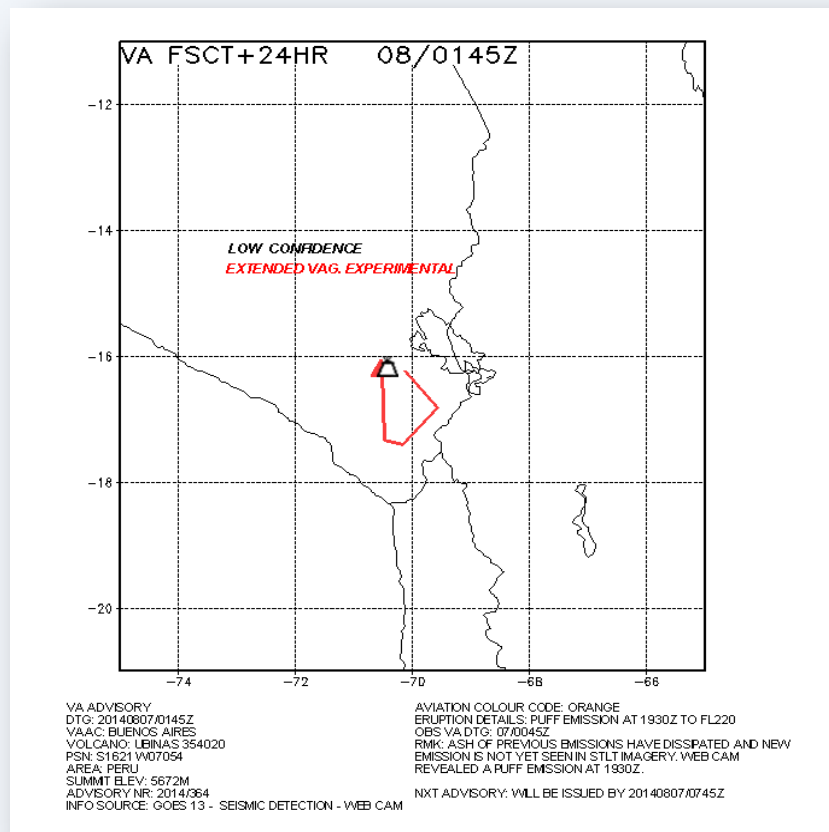 VA FSCT+24HR 08/0145Z
-12
-14
LOW CONFIDENCE
EXTENDED VAG. EXPERIMENTAL
-16
-18
-20
-74 -72 -70 -68 -66
VA ADVISORY
DTG: 20140807/0145Z
VAAC: BUENOS AIRES
VOLCANO: UBINAS 354020
PSN: S1621 W07054
AREA: PERU
SUMMIT ELEV: 5672M
ADVISORY NR: 2014/364
INFO SOURCE: GOES 13 - SEISMIC DETECTION - WEB CAM
AVIATION COLOUR CODE: ORANGE
ERUPTION DETAILS: PUFF EMISSION AT 1930Z TO FL220
OBS VA DTG: 07/0045Z
RMK: ASH OF PREVIOUS EMISSIONS HAVE DISSIPATED AND NEW
EMISSION IS NOT YET SEEN IN STLT IMAGERY. WEB CAM
REVEALED A PUFF EMISSION AT 1930Z.
NXT ADVISORY: WILL BE ISSUED BY 20140807/0745Z